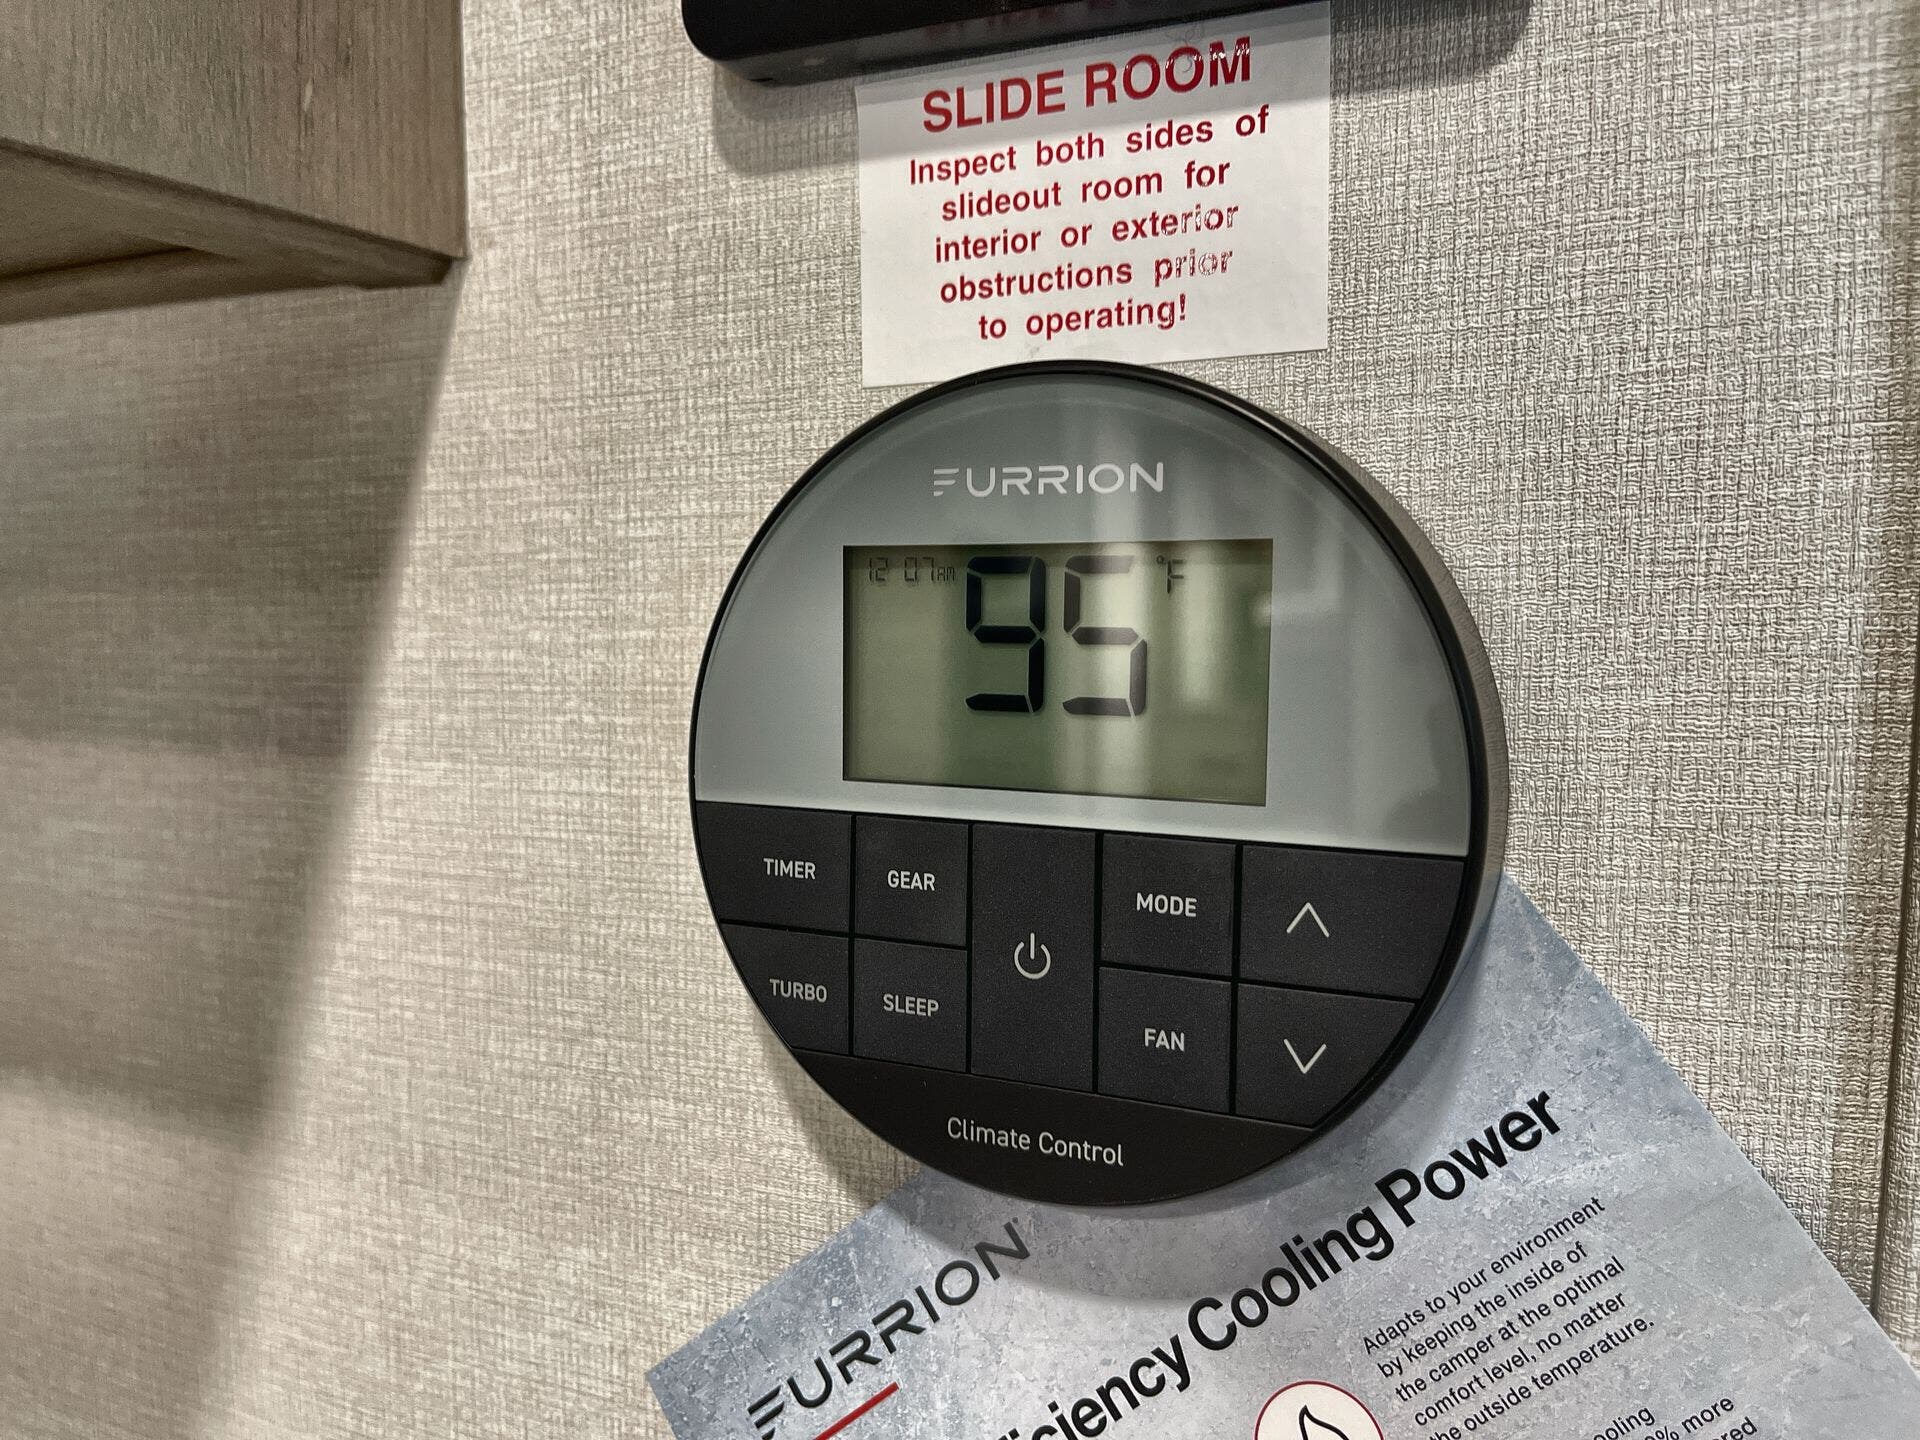 SLIDE ROOM
Inspect both sides of
slideout room for
interior or exterior
obstructions prior
to operating!
FURRION
12 07AM 95 °F
TIMER GEAR MODE
TURBO SLEEP FAN
Climate Control
FURRION
Cooling Power
Adapts to your environment
by keeping the inside of
the camper at the optimal
comfort level, no matter
the outside temperature.
more